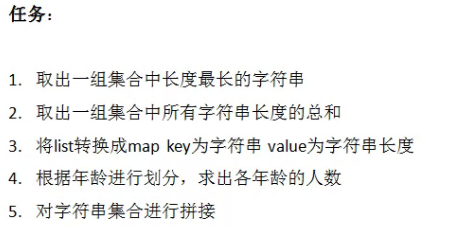 任务：
1. 取出一组集合中长度最长的字符串
2. 取出一组集合中所有字符串长度的总和
3. 将list转换成map key为字符串 value为字符串长度
4. 根据年龄进行划分，求出各年龄的人数
5. 对字符串集合进行拼接